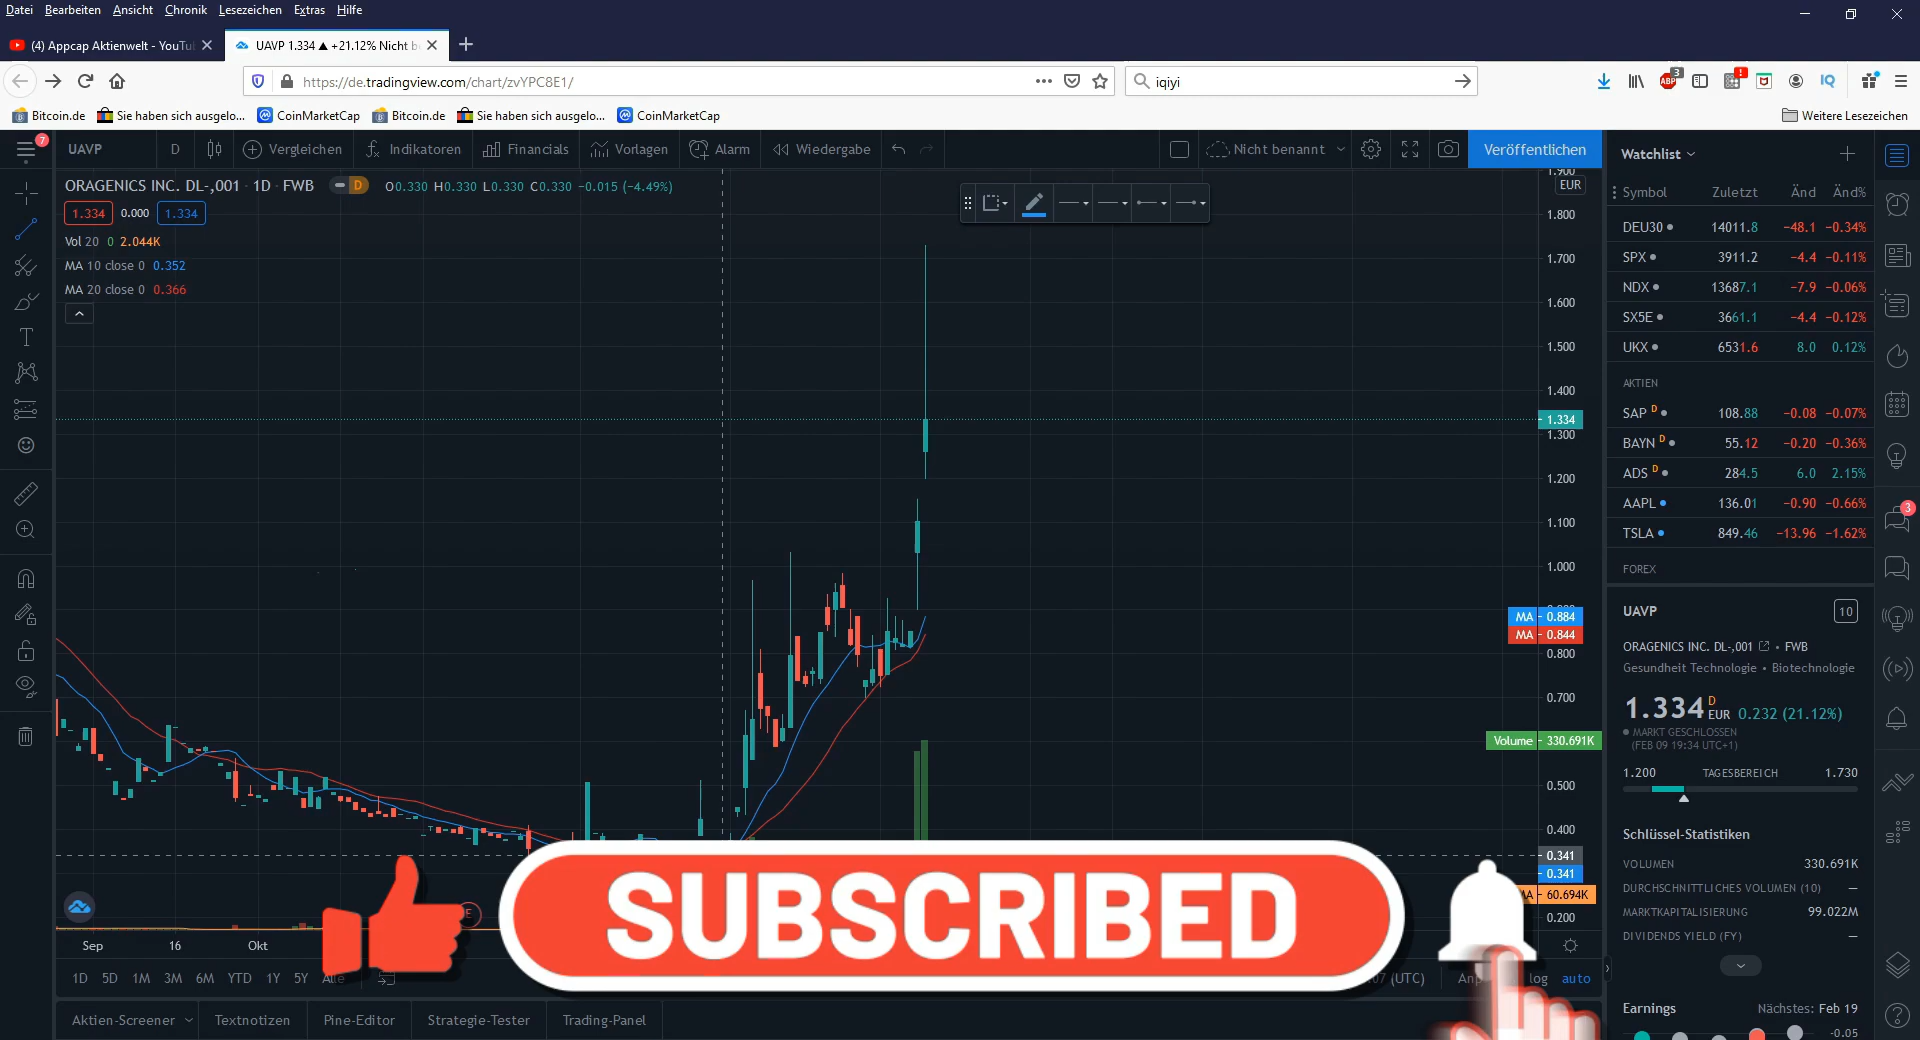 Datei Bearbeiten Ansicht Chronik Lesezeichen Extras Hilfe
(4) Appcap Aktienwelt - YouTu
UAVP 1.334 ▲ +21.12% Nicht b
https://de.tradingview.com/chart/zvYPC8E1/
iqiyi
ABP 3
IQ
Bitcoin.de Sie haben sich ausgelo... CoinMarketCap Bitcoin.de Sie haben sich ausgelo... CoinMarketCap Weitere Lesezeichen
7
UAVP D Vergleichen Indikatoren Financials Vorlagen Alarm Wiedergabe Nicht benannt Veröffentlichen
Watchlist
ORAGENICS INC. DL-,001 · 1D · FWB D O0.330 H0.330 L0.330 C0.330 −0.015 (−4.49%)
1.334 0.000 1.334
Vol 20 0 2.044K
MA 10 close 0 0.352
MA 20 close 0 0.366
1.900
EUR
1.800
1.700
1.600
1.500
1.400
1.334
1.300
1.200
1.100
1.000
MA 0.884
MA 0.844
0.800
0.700
Volume 330.691K
0.500
0.400
0.341
0.341
60.694K
0.200
Symbol Zuletzt Änd Änd%
DEU30 14011.8 −48.1 −0.34%
SPX 3911.2 −4.4 −0.11%
NDX 13687.1 −7.9 −0.06%
SX5E 3661.1 −4.4 −0.12%
UKX 6531.6 8.0 0.12%
AKTIEN
SAP D 108.88 −0.08 −0.07%
BAYN D 55.12 −0.20 −0.36%
ADS D 284.5 6.0 2.15%
AAPL 136.01 −0.90 −0.66%
TSLA 849.46 −13.96 −1.62%
FOREX
3
UAVP 10
ORAGENICS INC. DL-,001 • FWB
Gesundheit Technologie • Biotechnologie
1.334 D EUR 0.232 (21.12%)
MARKT GESCHLOSSEN
(FEB 09 19:34 UTC+1)
1.200 TAGESBEREICH 1.730
Schlüssel-Statistiken
VOLUMEN 330.691K
DURCHSCHNITTLICHES VOLUMEN (10) —
MARKTKAPITALISIERUNG 99.022M
DIVIDENDS YIELD (FY) —
Earnings Nächstes: Feb 19
-0.05
SUBSCRIBED
E
Sep 16 Okt
1D 5D 1M 3M 6M YTD 1Y 5Y Alle
07 (UTC) log auto
Aktien-Screener Textnotizen Pine-Editor Strategie-Tester Trading-Panel